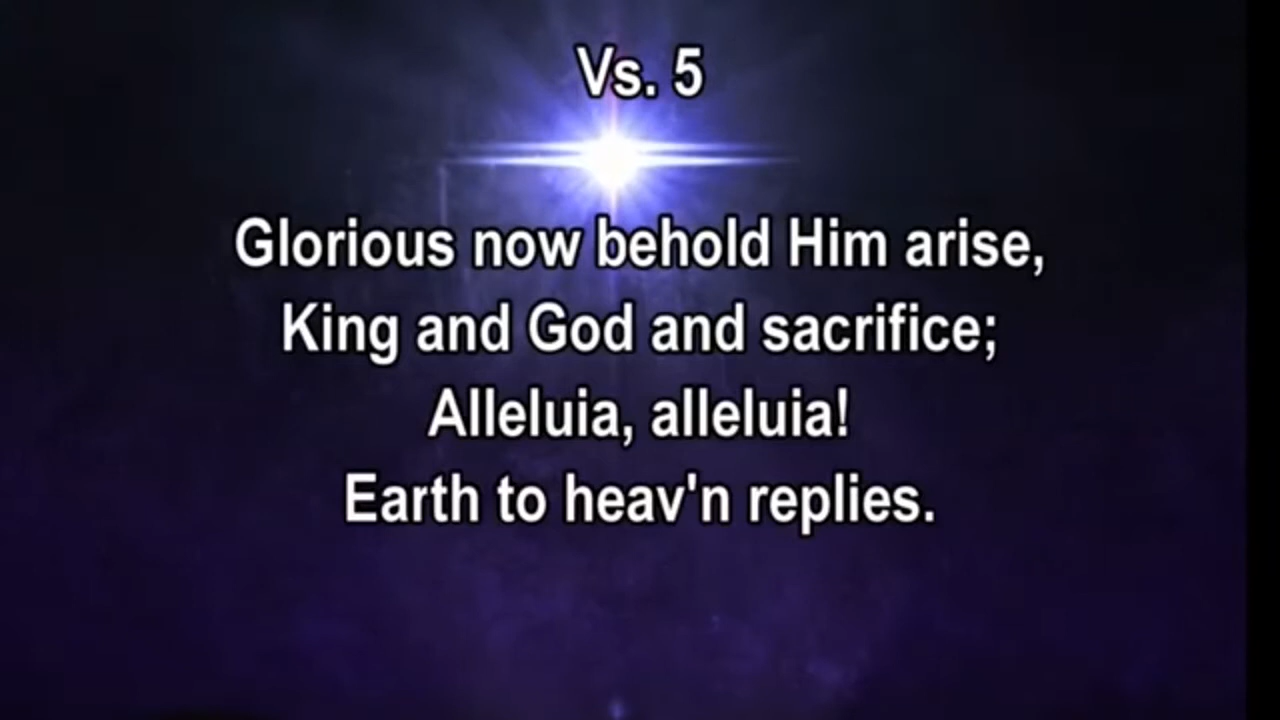 Vs. 5
Glorious now behold Him arise,
King and God and sacrifice;
Alleluia, alleluia!
Earth to heav'n replies.